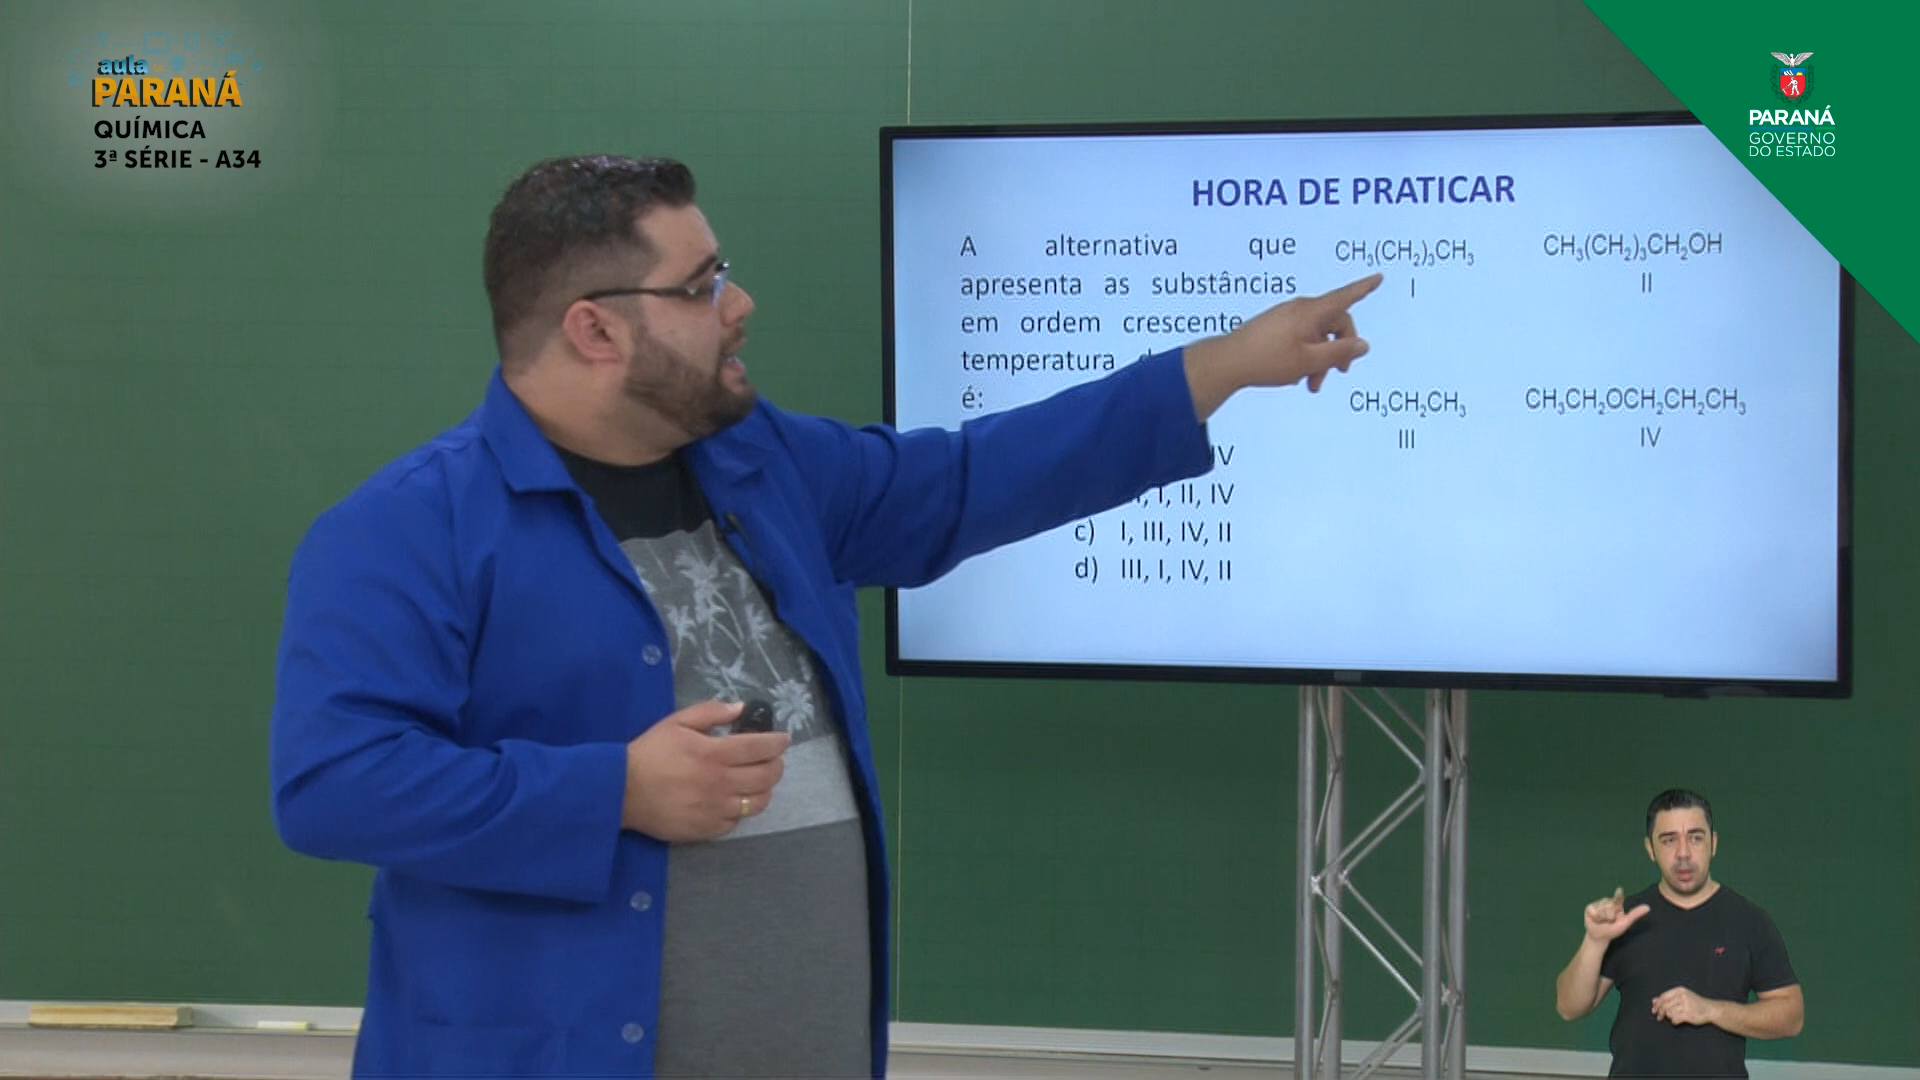 aula
PARANÁ
QUÍMICA
3ª SÉRIE - A34
PARANÁ
GOVERNO
DO ESTADO
HORA DE PRATICAR
A alternativa que
apresenta as substâncias
em ordem crescente
temperatura
é:
IV
I, II, IV
c) I, III, IV, II
d) III, I, IV, II
CH₃(CH₂)₃CH₃
I
CH₃(CH₂)₃CH₂OH
II
CH₃CH₂CH₃
III
CH₃CH₂OCH₂CH₂CH₃
IV